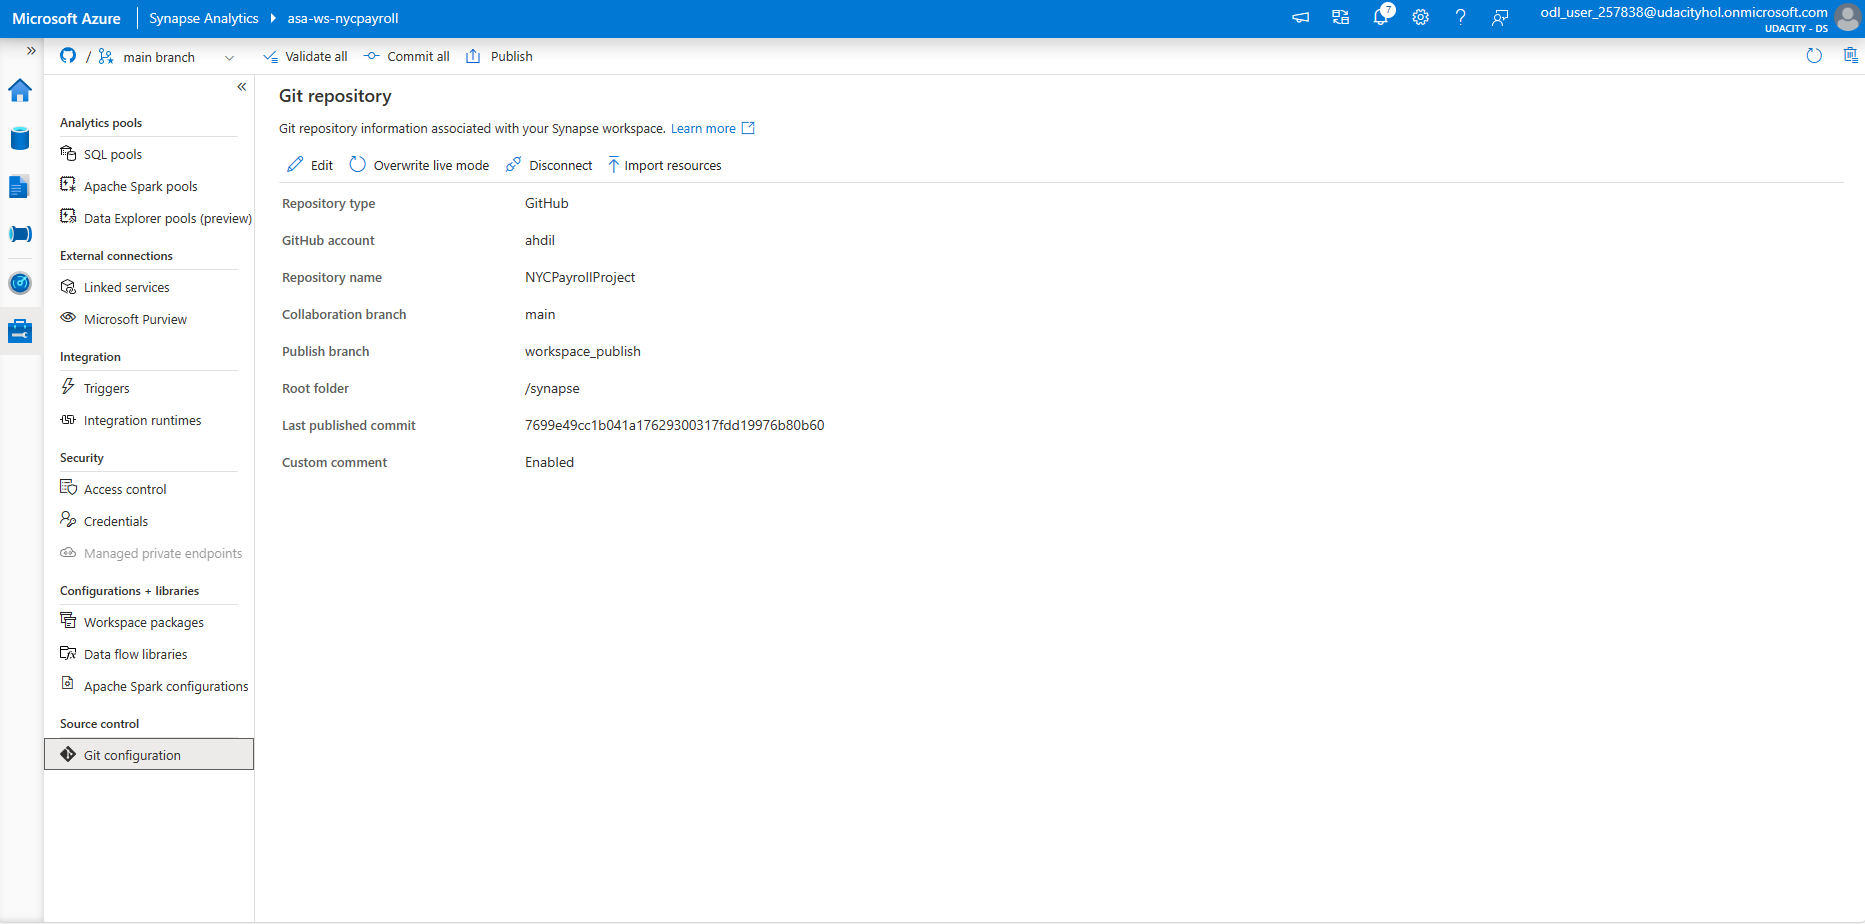 Microsoft Azure Synapse Analytics asa-ws-nycpayroll 7 odl_user_257838@udacityhol.onmicrosoft.com
UDACITY - DS
» / main branch Validate all Commit all Publish
«
Analytics pools
SQL pools
Apache Spark pools
Data Explorer pools (preview)
External connections
Linked services
Microsoft Purview
Integration
Triggers
Integration runtimes
Security
Access control
Credentials
Managed private endpoints
Configurations + libraries
Workspace packages
Data flow libraries
Apache Spark configurations
Source control
Git configuration
Git repository
Git repository information associated with your Synapse workspace. Learn more
Edit Overwrite live mode Disconnect Import resources
Repository type GitHub
GitHub account ahdil
Repository name NYCPayrollProject
Collaboration branch main
Publish branch workspace_publish
Root folder /synapse
Last published commit 7699e49cc1b041a17629300317fdd19976b80b60
Custom comment Enabled